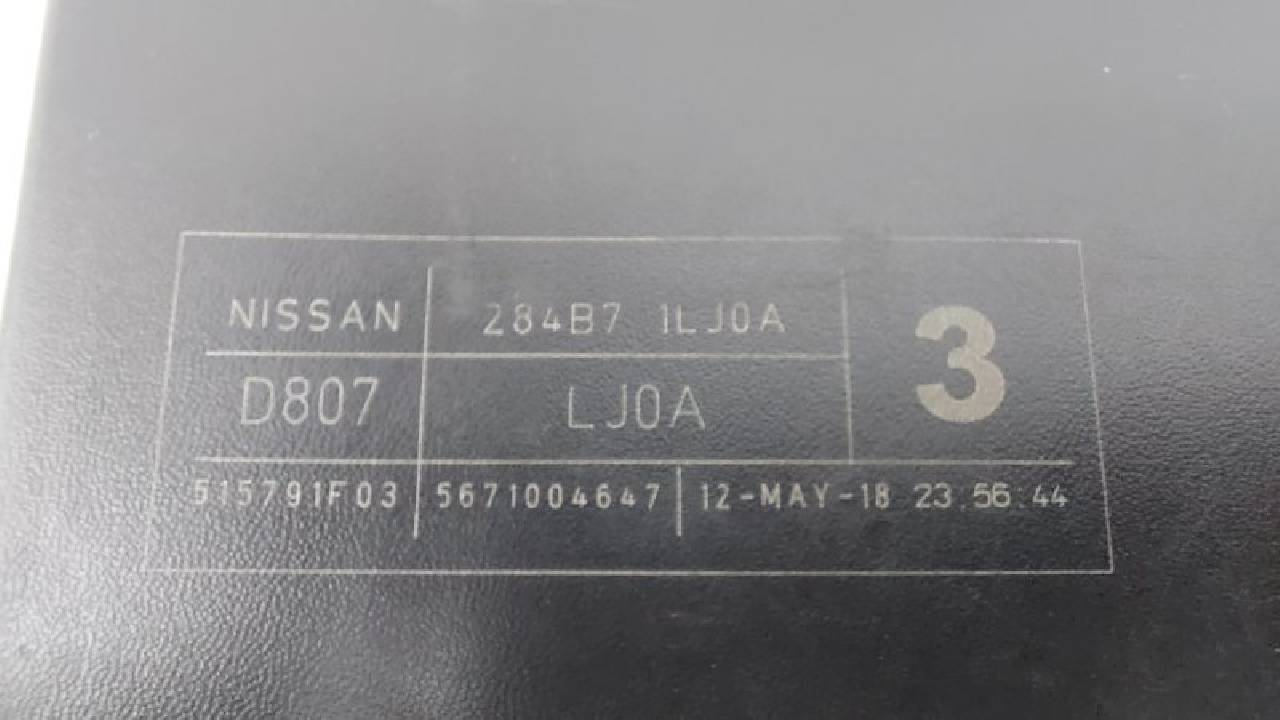 NISSAN 284B7 1LJ0A 3
D807 LJ0A
515791F03 5671004647 12-MAY-18 23:56:44